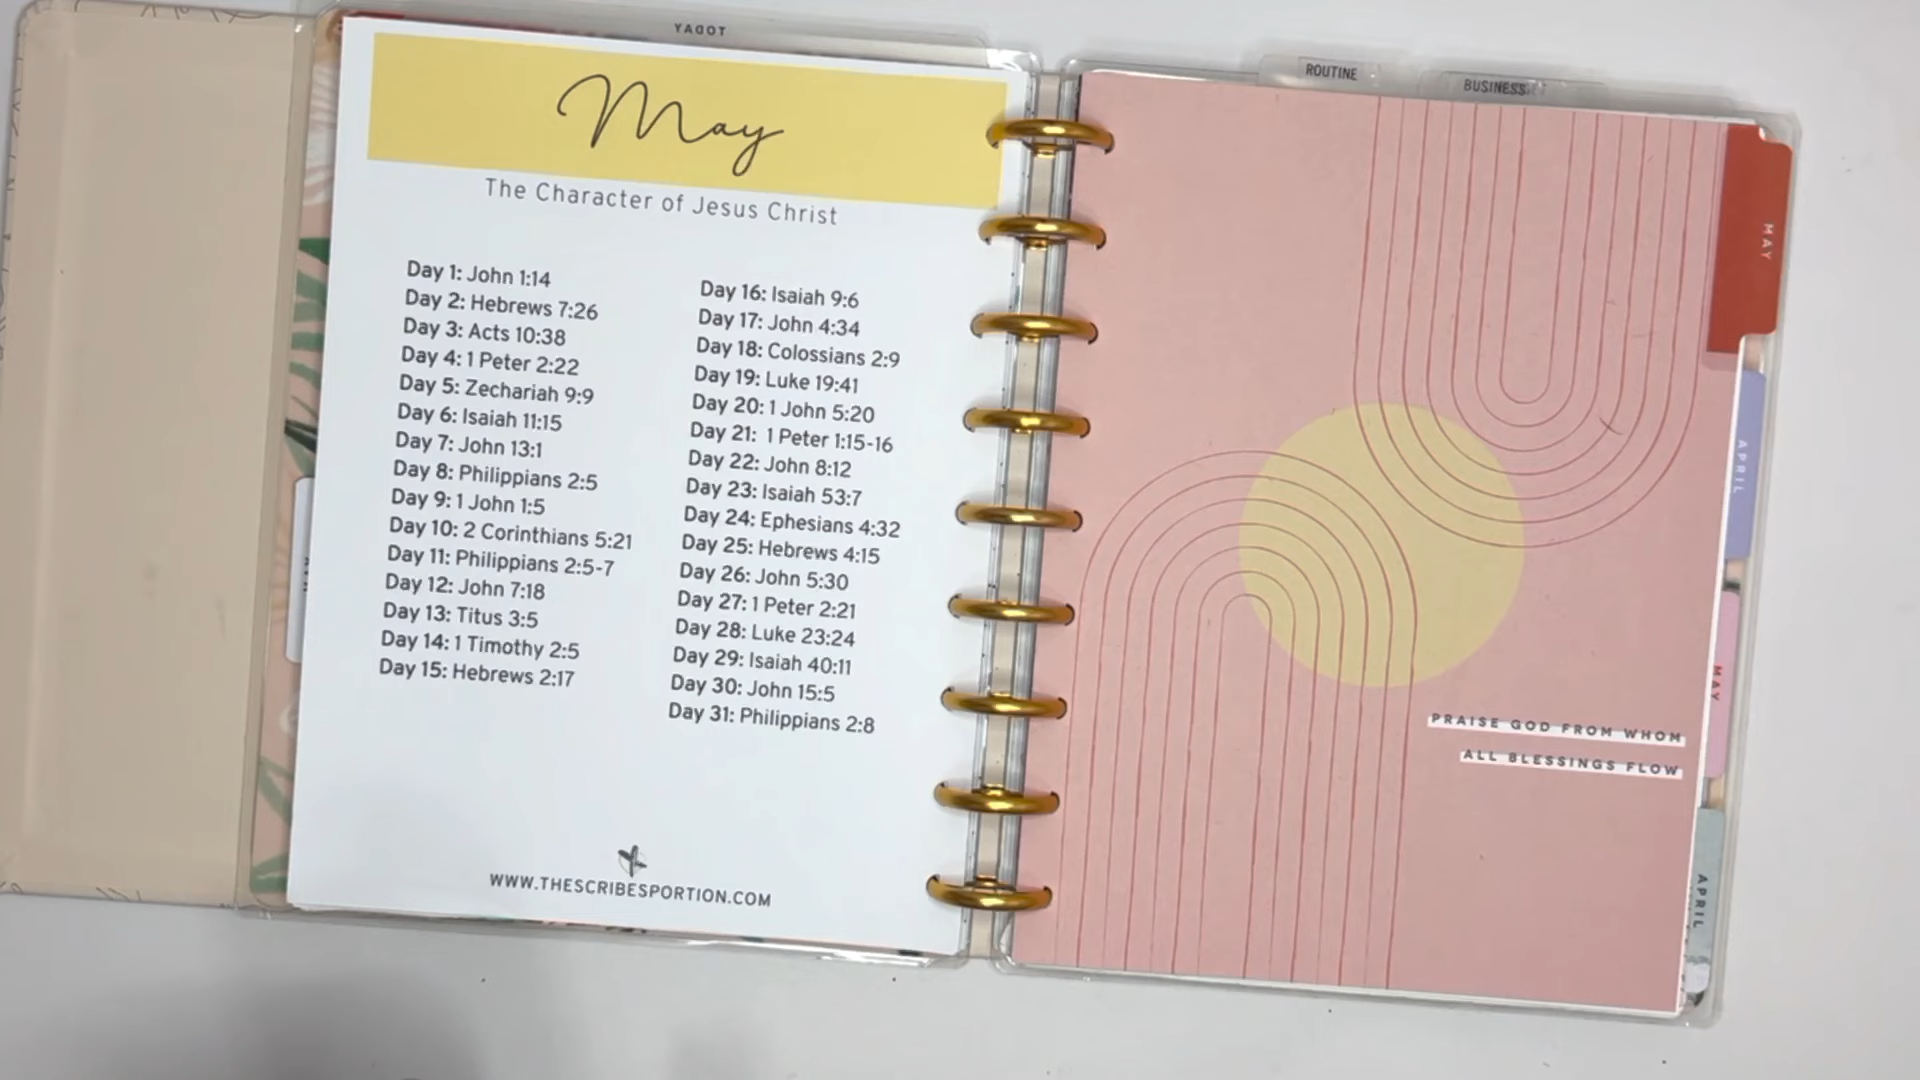 YADOT
May
The Character of Jesus Christ
Day 1: John 1:14
Day 2: Hebrews 7:26
Day 3: Acts 10:38
Day 4: 1 Peter 2:22
Day 5: Zechariah 9:9
Day 6: Isaiah 11:15
Day 7: John 13:1
Day 8: Philippians 2:5
Day 9: 1 John 1:5
Day 10: 2 Corinthians 5:21
Day 11: Philippians 2:5-7
Day 12: John 7:18
Day 13: Titus 3:5
Day 14: 1 Timothy 2:5
Day 15: Hebrews 2:17
Day 16: Isaiah 9:6
Day 17: John 4:34
Day 18: Colossians 2:9
Day 19: Luke 19:41
Day 20: 1 John 5:20
Day 21: 1 Peter 1:15-16
Day 22: John 8:12
Day 23: Isaiah 53:7
Day 24: Ephesians 4:32
Day 25: Hebrews 4:15
Day 26: John 5:30
Day 27: 1 Peter 2:21
Day 28: Luke 23:24
Day 29: Isaiah 40:11
Day 30: John 15:5
Day 31: Philippians 2:8
WWW.THESCRIBESPORTION.COM
ROUTINE
BUSINESS
MAY
APRIL
MAY
PRAISE GOD FROM WHOM
ALL BLESSINGS FLOW
APRIL